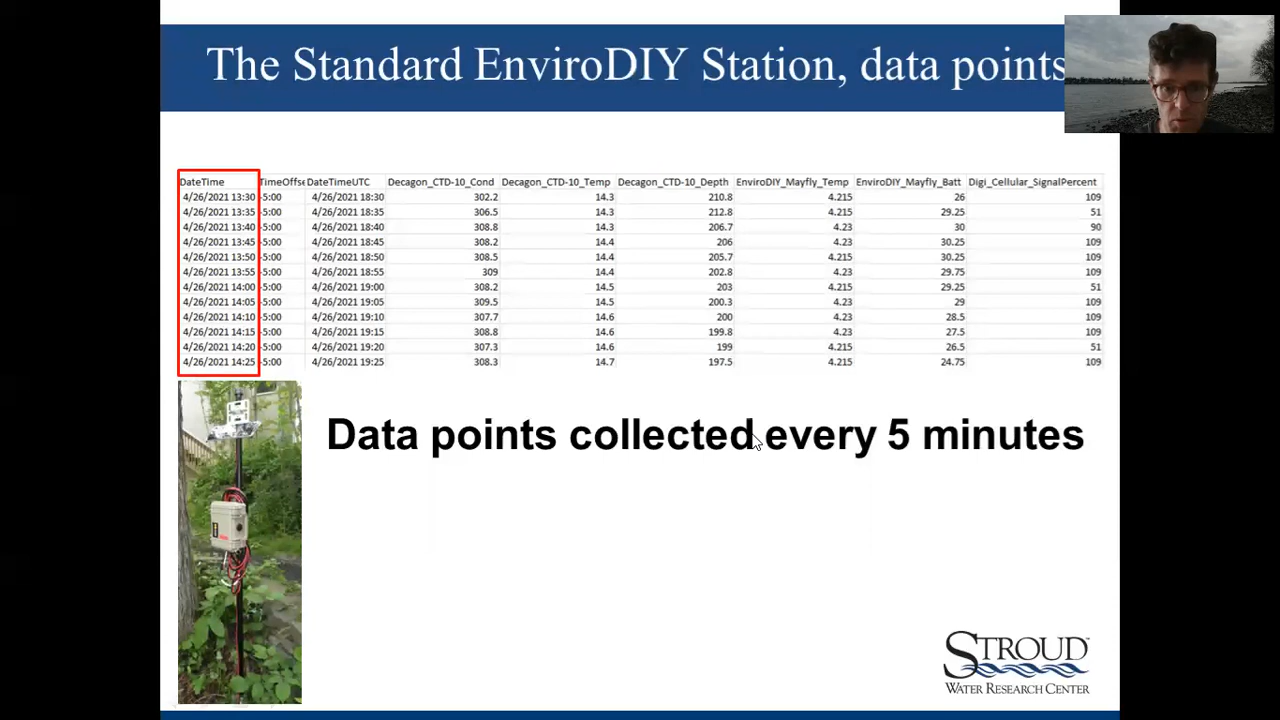 The Standard EnviroDIY Station, data points
DateTime TimeOffse DateTimeUTC Decagon_CTD-10_Cond Decagon_CTD-10_Temp Decagon_CTD-10_Depth EnviroDIY_Mayfly_Temp EnviroDIY_Mayfly_Batt Digi_Cellular_SignalPercent
4/26/2021 13:30 -5:00 4/26/2021 18:30 302.2 14.3 210.8 4.215 26 109
4/26/2021 13:35 -5:00 4/26/2021 18:35 306.5 14.3 212.8 4.215 29.25 51
4/26/2021 13:40 -5:00 4/26/2021 18:40 308.8 14.3 206.7 4.23 30 90
4/26/2021 13:45 -5:00 4/26/2021 18:45 308.2 14.4 206 4.215 30.25 109
4/26/2021 13:50 -5:00 4/26/2021 18:50 308.5 14.4 205.7 4.215 30.25 109
4/26/2021 13:55 -5:00 4/26/2021 18:55 309 14.4 202.8 4.23 29.75 109
4/26/2021 14:00 -5:00 4/26/2021 19:00 308.2 14.5 203 4.215 29.25 51
4/26/2021 14:05 -5:00 4/26/2021 19:05 309.5 14.5 200.3 4.23 29 109
4/26/2021 14:10 -5:00 4/26/2021 19:10 307.7 14.6 200 4.23 28.5 109
4/26/2021 14:15 -5:00 4/26/2021 19:15 308.8 14.6 199.8 4.23 27.5 109
4/26/2021 14:20 -5:00 4/26/2021 19:20 307.3 14.6 199 4.215 26.5 51
4/26/2021 14:25 -5:00 4/26/2021 19:25 308.3 14.7 197.5 4.215 24.75 109
Data points collected every 5 minutes
STROUD™
WATER RESEARCH CENTER